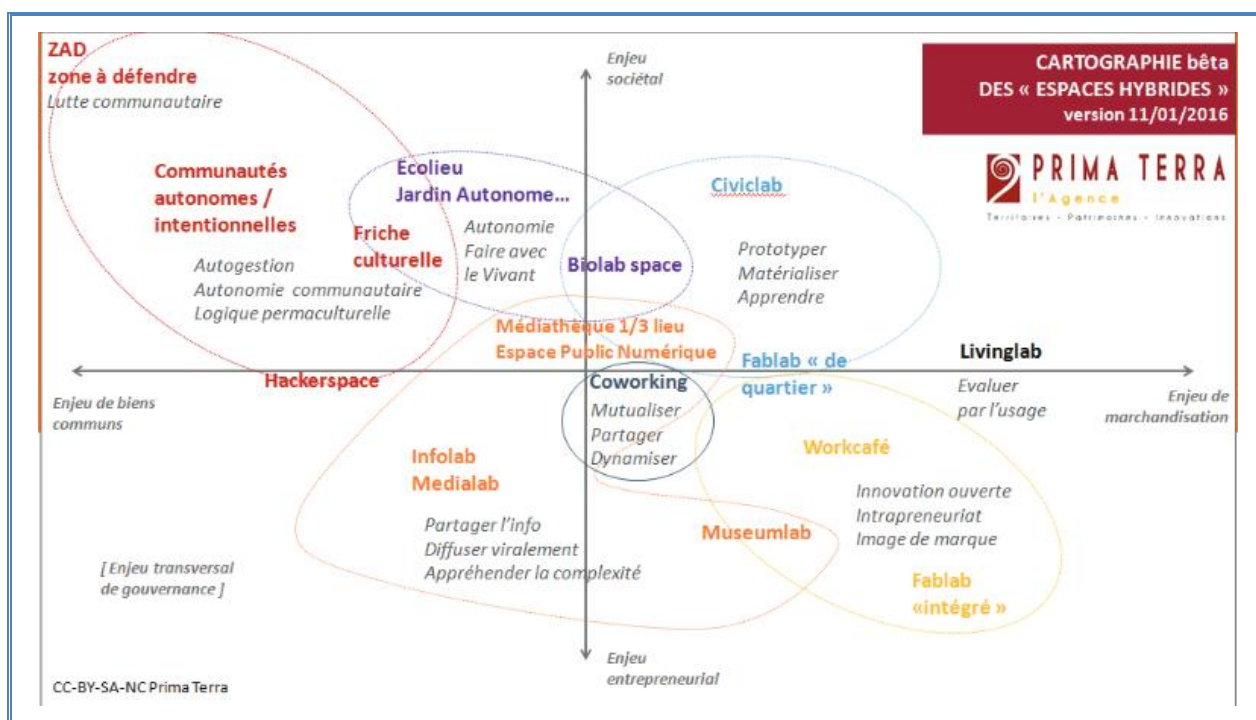 ZAD
zone à défendre
Lutte communautaire
Enjeu
sociétal
CARTOGRAPHIE bêta
DES « ESPACES HYBRIDES »
version 11/01/2016
PRIMA TERRA
l'Agence
Territoires - Patrimoines - Innovations
Communautés
autonomes /
intentionnelles
Autogestion
Autonomie communautaire
Logique permaculturelle
Ecolieu
Jardin Autonome...
Friche
culturelle
Autonomie
Faire avec
le Vivant
Biolab space
Civiclab
Prototyper
Matérialiser
Apprendre
Médiathèque 1/3 lieu
Espace Public Numérique
Hackerspace
Enjeu de biens
communs
Coworking
Mutualiser
Partager
Dynamiser
Fablab « de
quartier »
Livinglab
Evaluer
par l'usage
Enjeu de
marchandisation
Infolab
Medialab
Partager l'info
Diffuser viralement
Appréhender la complexité
Workcafé
Innovation ouverte
Intrapreneuriat
Image de marque
Museumlab
Fablab
«intégré »
[ Enjeu transversal
de gouvernance ]
Enjeu
entrepreneurial
CC-BY-SA-NC Prima Terra